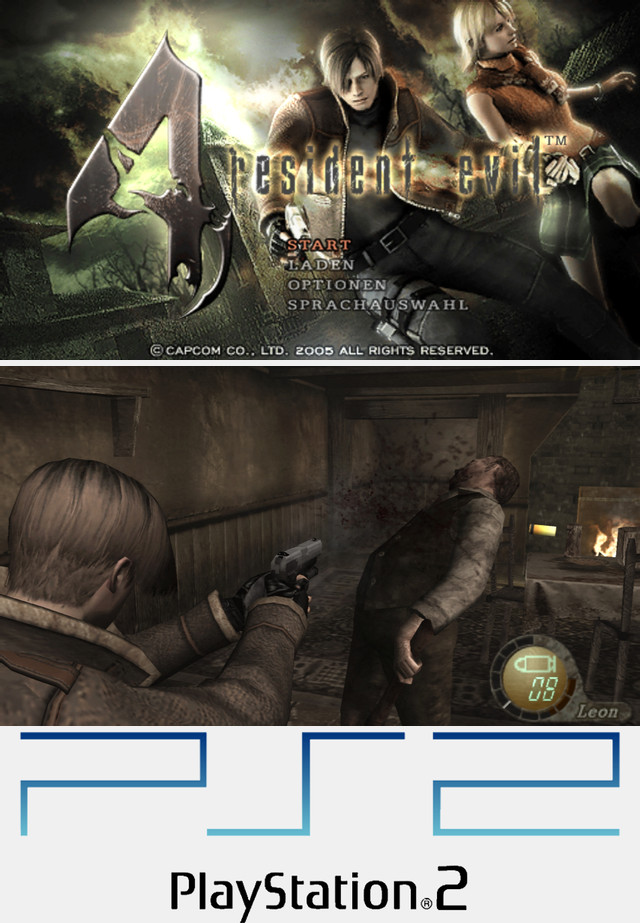 4
resident evil™
START
LADEN
OPTIONEN
SPRACHAUSWAHL
© CAPCOM CO., LTD. 2005 ALL RIGHTS RESERVED.
08
Leon
PS2
PlayStation®2